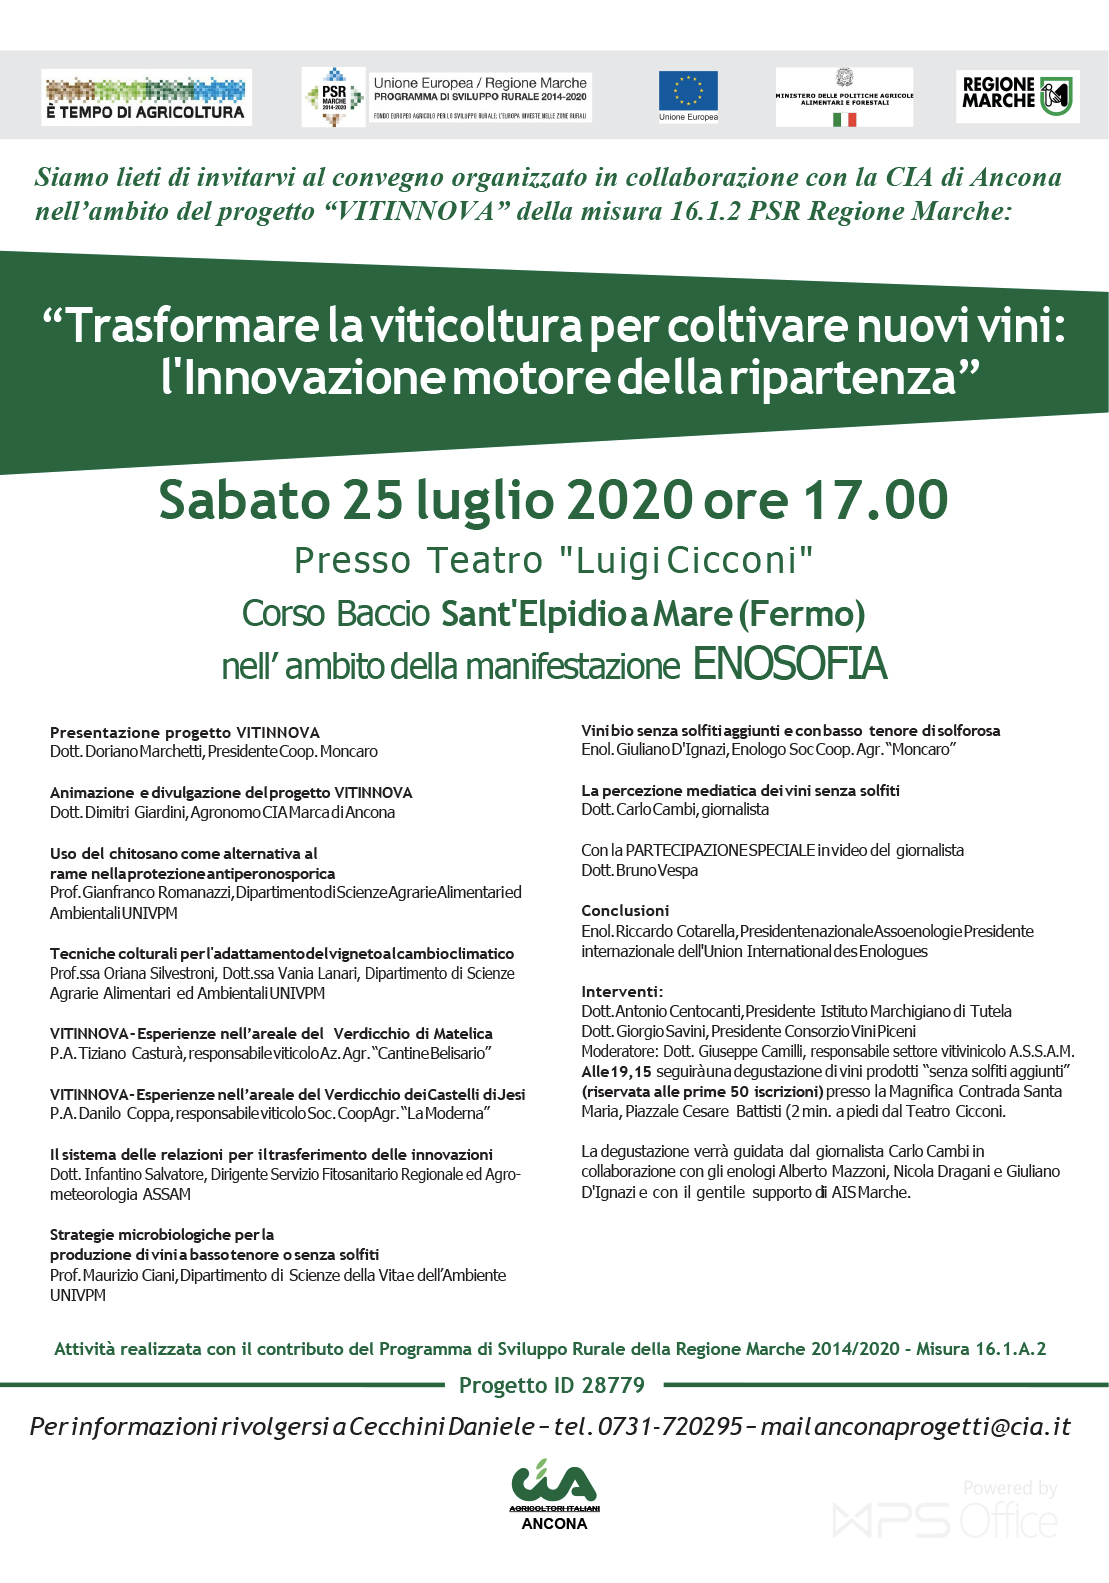 È TEMPO DI AGRICOLTURA
PSR
MARCHE
2014-2020
Unione Europea / Regione Marche
PROGRAMMA DI SVILUPPO RURALE 2014-2020
FONDO EUROPEO AGRICOLO PER LO SVILUPPO RURALE: L'EUROPA INVESTE NELLE ZONE RURALI
Unione Europea
MINISTERO DELLE POLITICHE AGRICOLE
ALIMENTARI E FORESTALI
REGIONE
MARCHE
Siamo lieti di invitarvi al convegno organizzato in collaborazione con la CIA di Ancona
nell’ambito del progetto “VITINNOVA” della misura 16.1.2 PSR Regione Marche:
“Trasformare la viticoltura per coltivare nuovi vini:
l'Innovazione motore della ripartenza”
Sabato 25 luglio 2020 ore 17.00
Presso Teatro "Luigi Cicconi"
Corso Baccio Sant'Elpidio a Mare (Fermo)
nell’ ambito della manifestazione ENOSOFIA
Presentazione progetto VITINNOVA
Dott. Doriano Marchetti, Presidente Coop. Moncaro
Animazione e divulgazione del progetto VITINNOVA
Dott. Dimitri Giardini, Agronomo CIA Marca di Ancona
Uso del chitosano come alternativa al
rame nella protezione antiperonosporica
Prof. Gianfranco Romanazzi, Dipartimento di Scienze Agrarie Alimentari ed
Ambientali UNIVPM
Tecniche colturali per l'adattamento del vigneto al cambio climatico
Prof.ssa Oriana Silvestroni, Dott.ssa Vania Lanari, Dipartimento di Scienze
Agrarie Alimentari ed Ambientali UNIVPM
VITINNOVA - Esperienze nell’areale del Verdicchio di Matelica
P.A. Tiziano Casturà, responsabile viticolo Az. Agr. “Cantine Belisario”
VITINNOVA - Esperienze nell’areale del Verdicchio dei Castelli di Jesi
P.A. Danilo Coppa, responsabile viticolo Soc. Coop Agr. “La Moderna”
Il sistema delle relazioni per il trasferimento delle innovazioni
Dott. Infantino Salvatore, Dirigente Servizio Fitosanitario Regionale ed Agro-
meteorologia ASSAM
Strategie microbiologiche per la
produzione di vini a basso tenore o senza solfiti
Prof. Maurizio Ciani, Dipartimento di Scienze della Vita e dell’Ambiente
UNIVPM
Vini bio senza solfiti aggiunti e con basso tenore di solforosa
Enol. Giuliano D'Ignazi, Enologo Soc Coop. Agr. “Moncaro”
La percezione mediatica dei vini senza solfiti
Dott. Carlo Cambi, giornalista
Con la PARTECIPAZIONE SPECIALE in video del giornalista
Dott. Bruno Vespa
Conclusioni
Enol. Riccardo Cotarella, Presidente nazionale Assoenologi e Presidente
internazionale dell'Union International des Enologues
Interventi:
Dott. Antonio Centocanti, Presidente Istituto Marchigiano di Tutela
Dott. Giorgio Savini, Presidente Consorzio Vini Piceni
Moderatore: Dott. Giuseppe Camilli, responsabile settore vitivinicolo A.S.S.A.M.
Alle 19,15 seguirà una degustazione di vini prodotti “senza solfiti aggiunti”
(riservata alle prime 50 iscrizioni) presso la Magnifica Contrada Santa
Maria, Piazzale Cesare Battisti (2 min. a piedi dal Teatro Cicconi.
La degustazione verrà guidata dal giornalista Carlo Cambi in
collaborazione con gli enologi Alberto Mazzoni, Nicola Dragani e Giuliano
D'Ignazi e con il gentile supporto di AIS Marche.
Attività realizzata con il contributo del Programma di Sviluppo Rurale della Regione Marche 2014/2020 - Misura 16.1.A.2
Progetto ID 28779
Per informazioni rivolgersi a Cecchini Daniele – tel. 0731-720295 – mail anconaprogetti@cia.it
CIA
AGRICOLTORI ITALIANI
ANCONA
Powered by
WPS Office